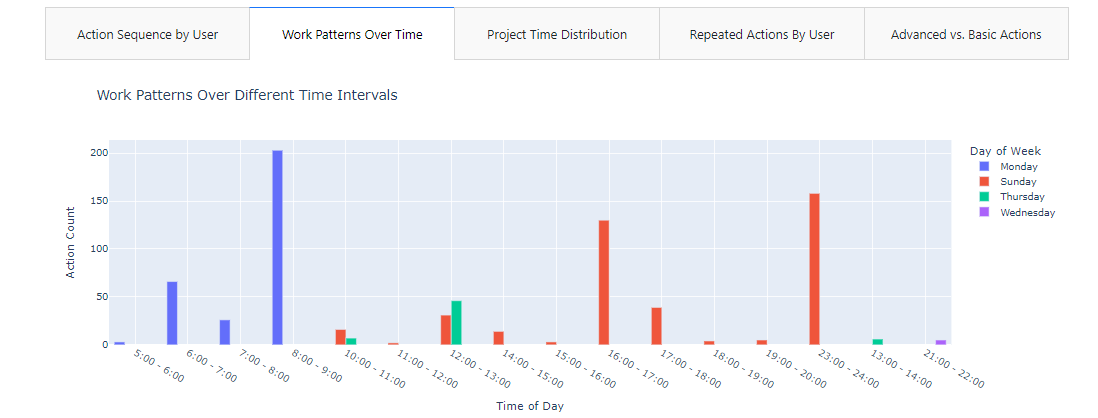 Action Sequence by User
Work Patterns Over Time
Project Time Distribution
Repeated Actions By User
Advanced vs. Basic Actions
Work Patterns Over Different Time Intervals
Day of Week
Monday
Sunday
Thursday
Wednesday
Action Count
200
150
100
50
0
5:00 - 6:00
6:00 - 7:00
7:00 - 8:00
8:00 - 9:00
10:00 - 11:00
11:00 - 12:00
12:00 - 13:00
14:00 - 15:00
15:00 - 16:00
16:00 - 17:00
17:00 - 18:00
18:00 - 19:00
19:00 - 20:00
23:00 - 24:00
13:00 - 14:00
21:00 - 22:00
Time of Day